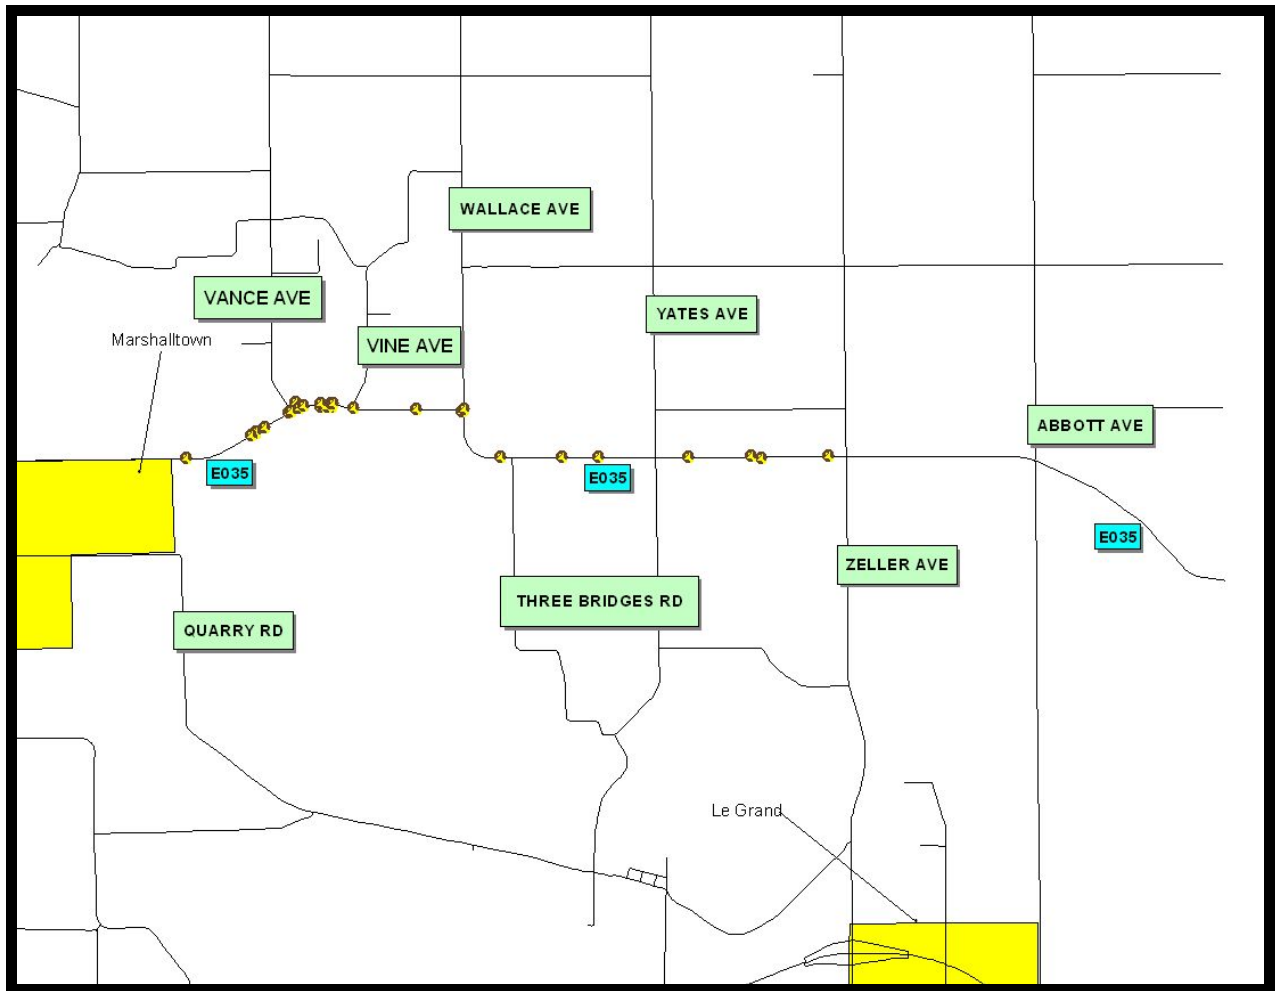 WALLACE AVE
VANCE AVE
YATES AVE
Marshalltown
VINE AVE
ABBOTT AVE
E035
E035
E035
ZELLER AVE
THREE BRIDGES RD
QUARRY RD
Le Grand